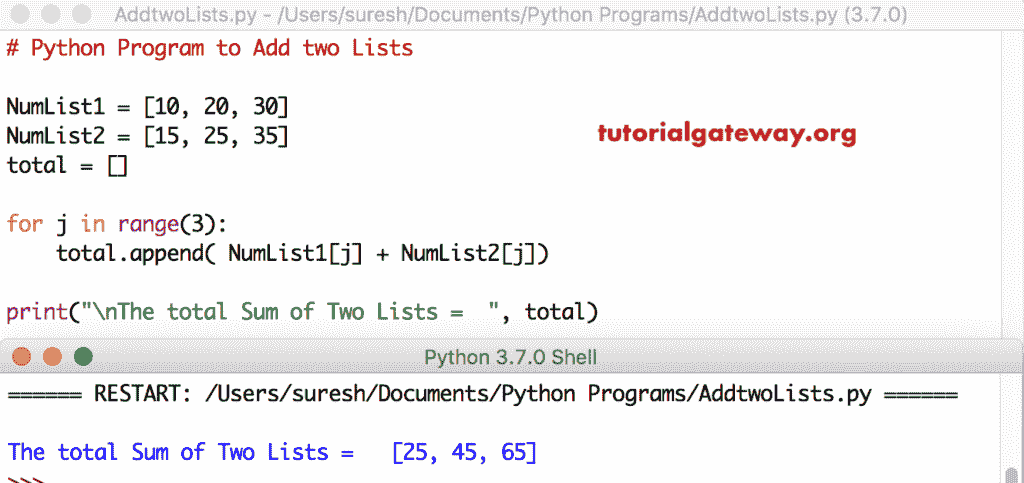 AddtwoLists.py - /Users/suresh/Documents/Python Programs/AddtwoLists.py (3.7.0)
# Python Program to Add two Lists
NumList1 = [10, 20, 30]
NumList2 = [15, 25, 35]
tutorialgateway.org
total = []
for j in range(3):
    total.append( NumList1[j] + NumList2[j])
print("\nThe total Sum of Two Lists =  ", total)
Python 3.7.0 Shell
====== RESTART: /Users/suresh/Documents/Python Programs/AddtwoLists.py ======
The total Sum of Two Lists =   [25, 45, 65]
>>>